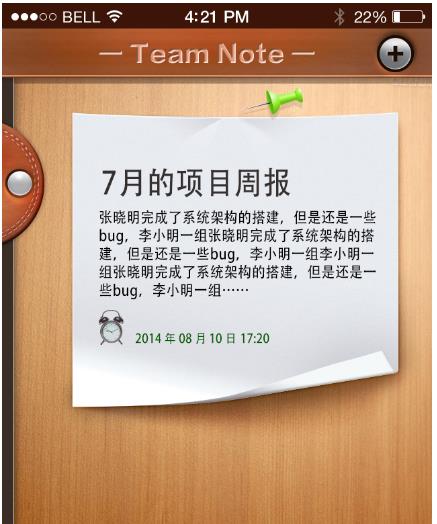 BELL 4:21 PM 22%
— Team Note —
7月的项目周报
张晓明完成了系统架构的搭建，但是还是一些
bug，李小明一组张晓明完成了系统架构的搭
建，但是还是一些bug，李小明一组李小明一
组张晓明完成了系统架构的搭建，但是还是一
些bug，李小明一组……
2014 年 08 月 10 日 17:20